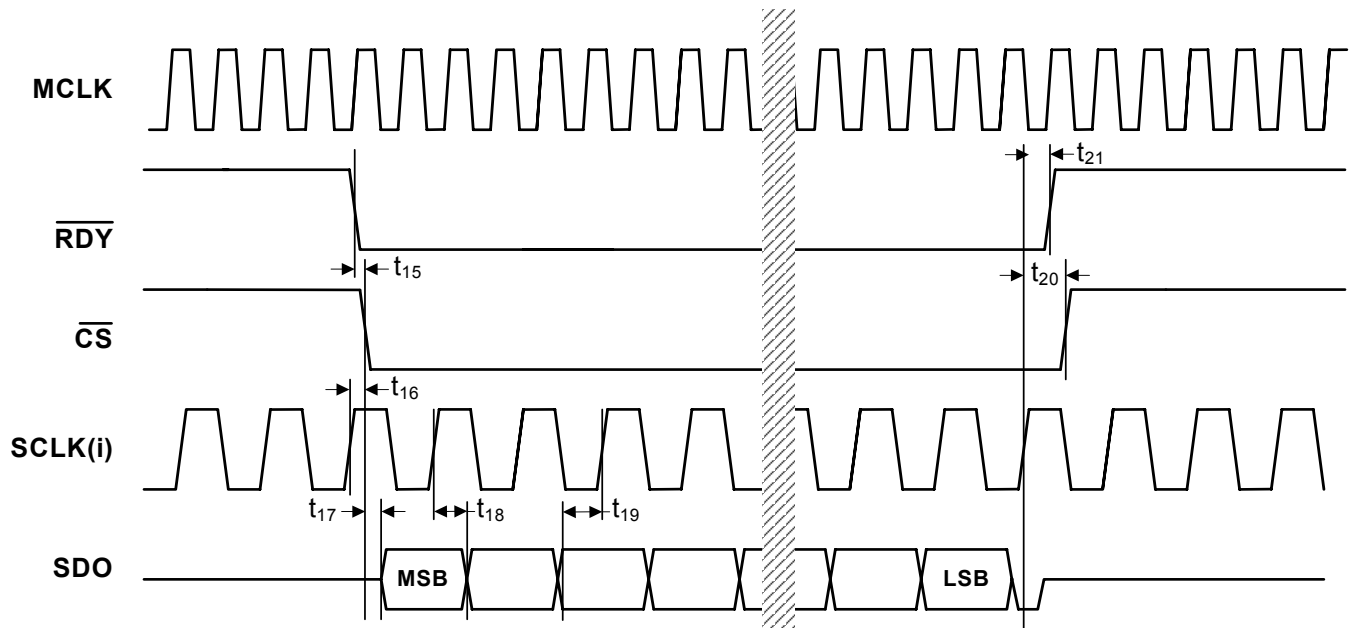 MCLK
t21
RDY
t15
t20
CS
t16
SCLK(i)
t17
t18
t19
SDO
MSB
LSB